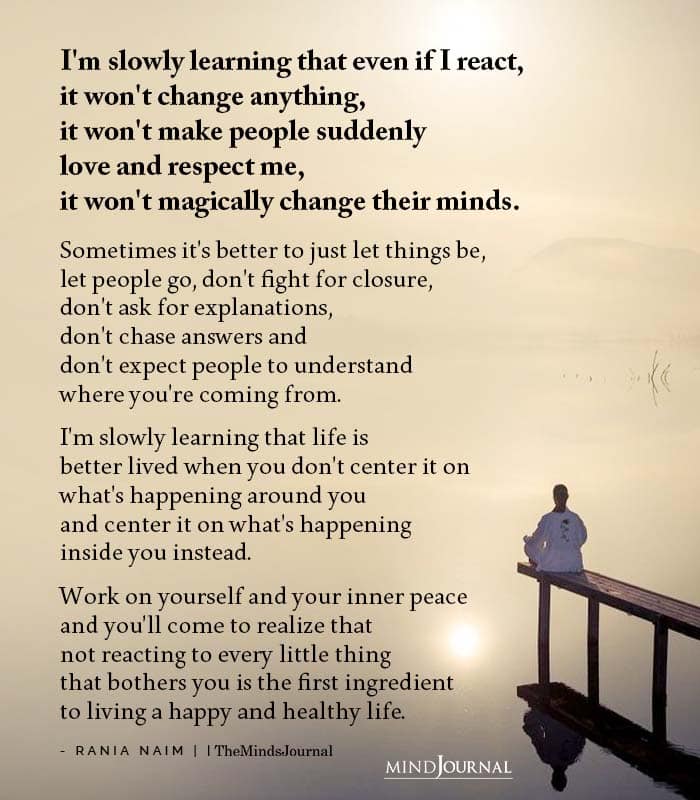 I'm slowly learning that even if I react,
it won't change anything,
it won't make people suddenly
love and respect me,
it won't magically change their minds.
Sometimes it's better to just let things be,
let people go, don't fight for closure,
don't ask for explanations,
don't chase answers and
don't expect people to understand
where you're coming from.
I'm slowly learning that life is
better lived when you don't center it on
what's happening around you
and center it on what's happening
inside you instead.
Work on yourself and your inner peace
and you'll come to realize that
not reacting to every little thing
that bothers you is the first ingredient
to living a happy and healthy life.
- RANIA NAIM | | TheMindsJournal
MINDJOURNAL